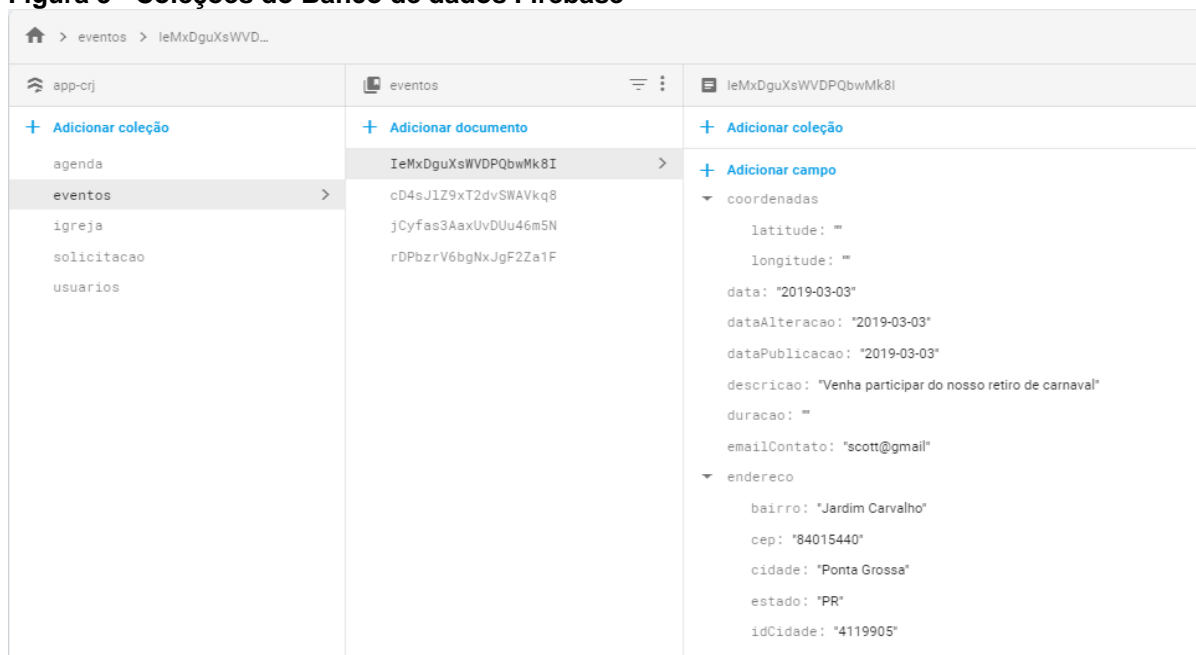 Figura 6 - Coleções do Banco de dados Firebase
> eventos > IeMxDguXsWVD…
app-crj
+ Adicionar coleção
agenda
eventos
igreja
solicitacao
usuarios
eventos
+ Adicionar documento
IeMxDguXsWVDPQbwMk8I
cD4sJlZ9xT2dvSWAVkq8
jCyfas3AaxUvDUu46m5N
rDPbzrV6bgNxJgF2Za1F
IeMxDguXsWVDPQbwMk8I
+ Adicionar coleção
+ Adicionar campo
coordenadas
latitude: ""
longitude: ""
data: "2019-03-03"
dataAlteracao: "2019-03-03"
dataPublicacao: "2019-03-03"
descricao: "Venha participar do nosso retiro de carnaval"
duracao: ""
emailContato: "scott@gmail"
endereco
bairro: "Jardim Carvalho"
cep: "84015440"
cidade: "Ponta Grossa"
estado: "PR"
idCidade: "4119905"